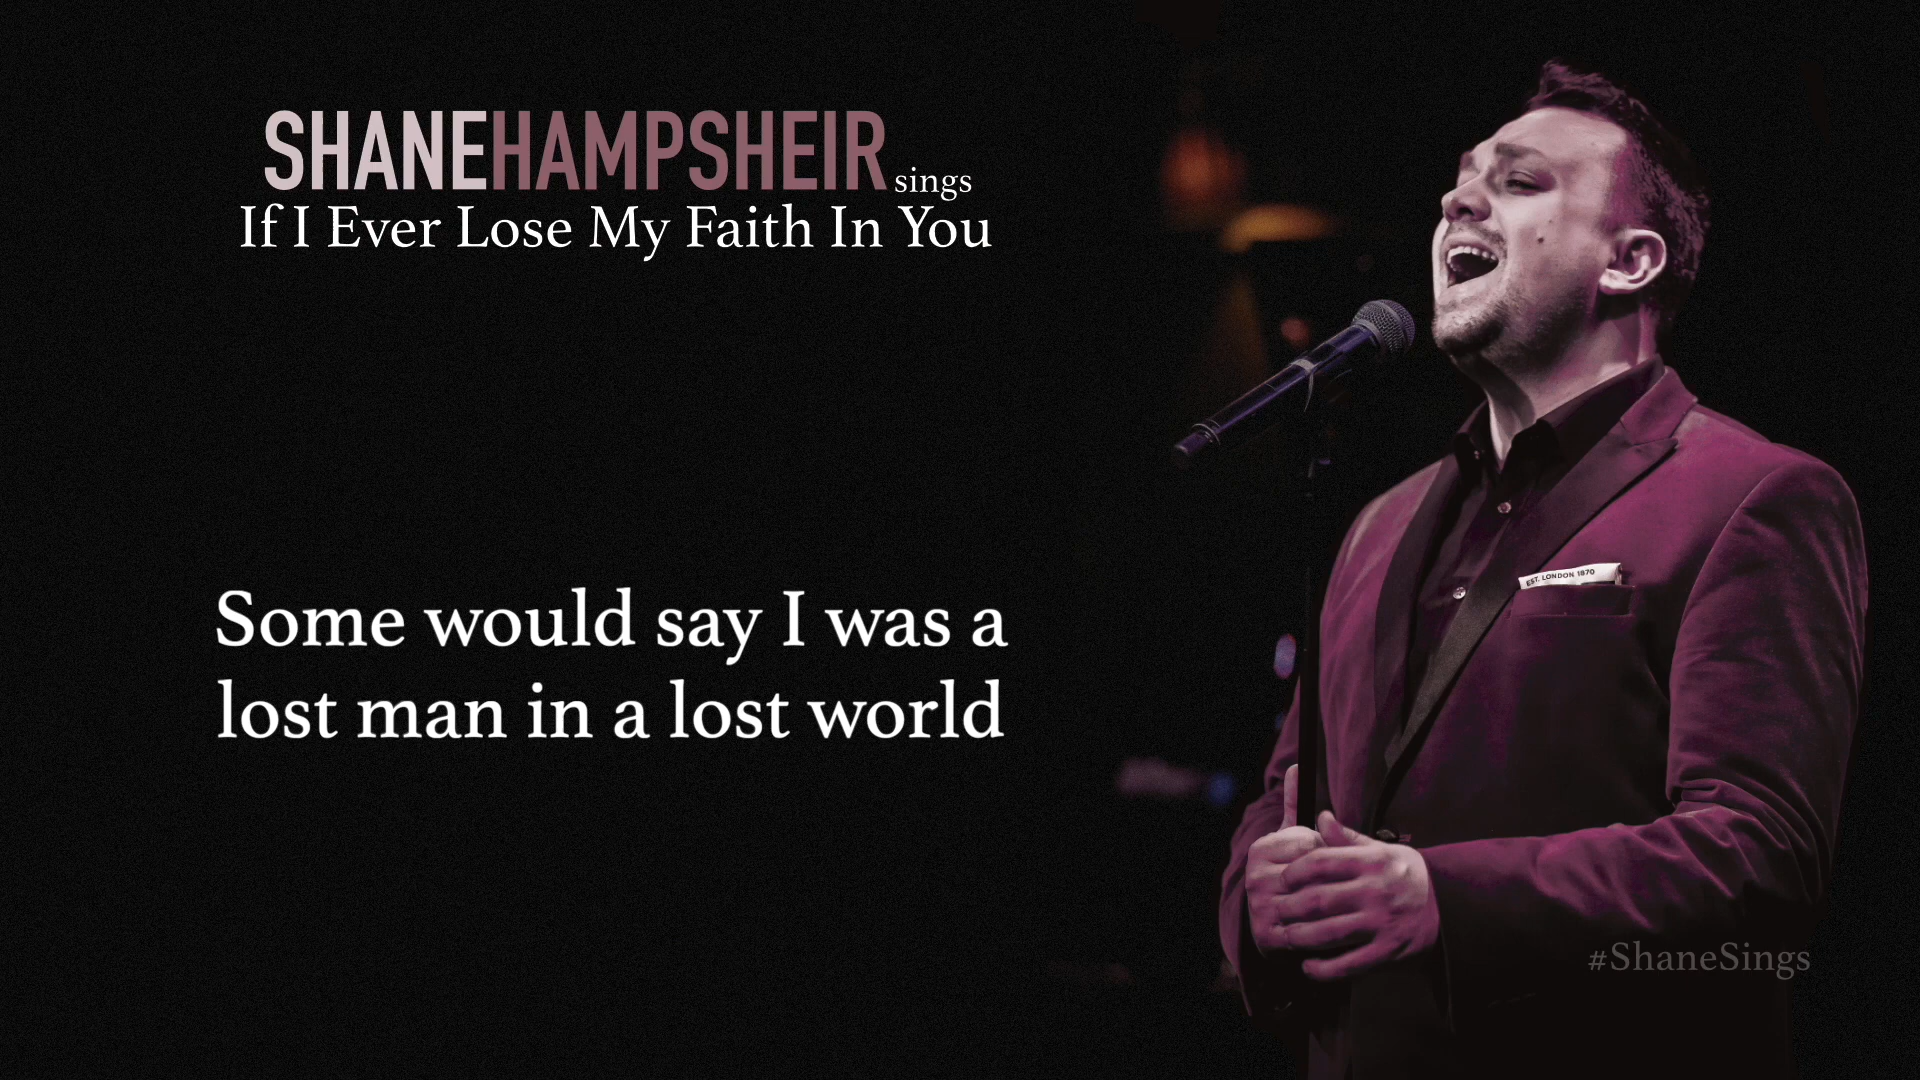 SHANEHAMPSHEIR sings
If I Ever Lose My Faith In You
EST. LONDON 1870
Some would say I was a
lost man in a lost world
#ShaneSings